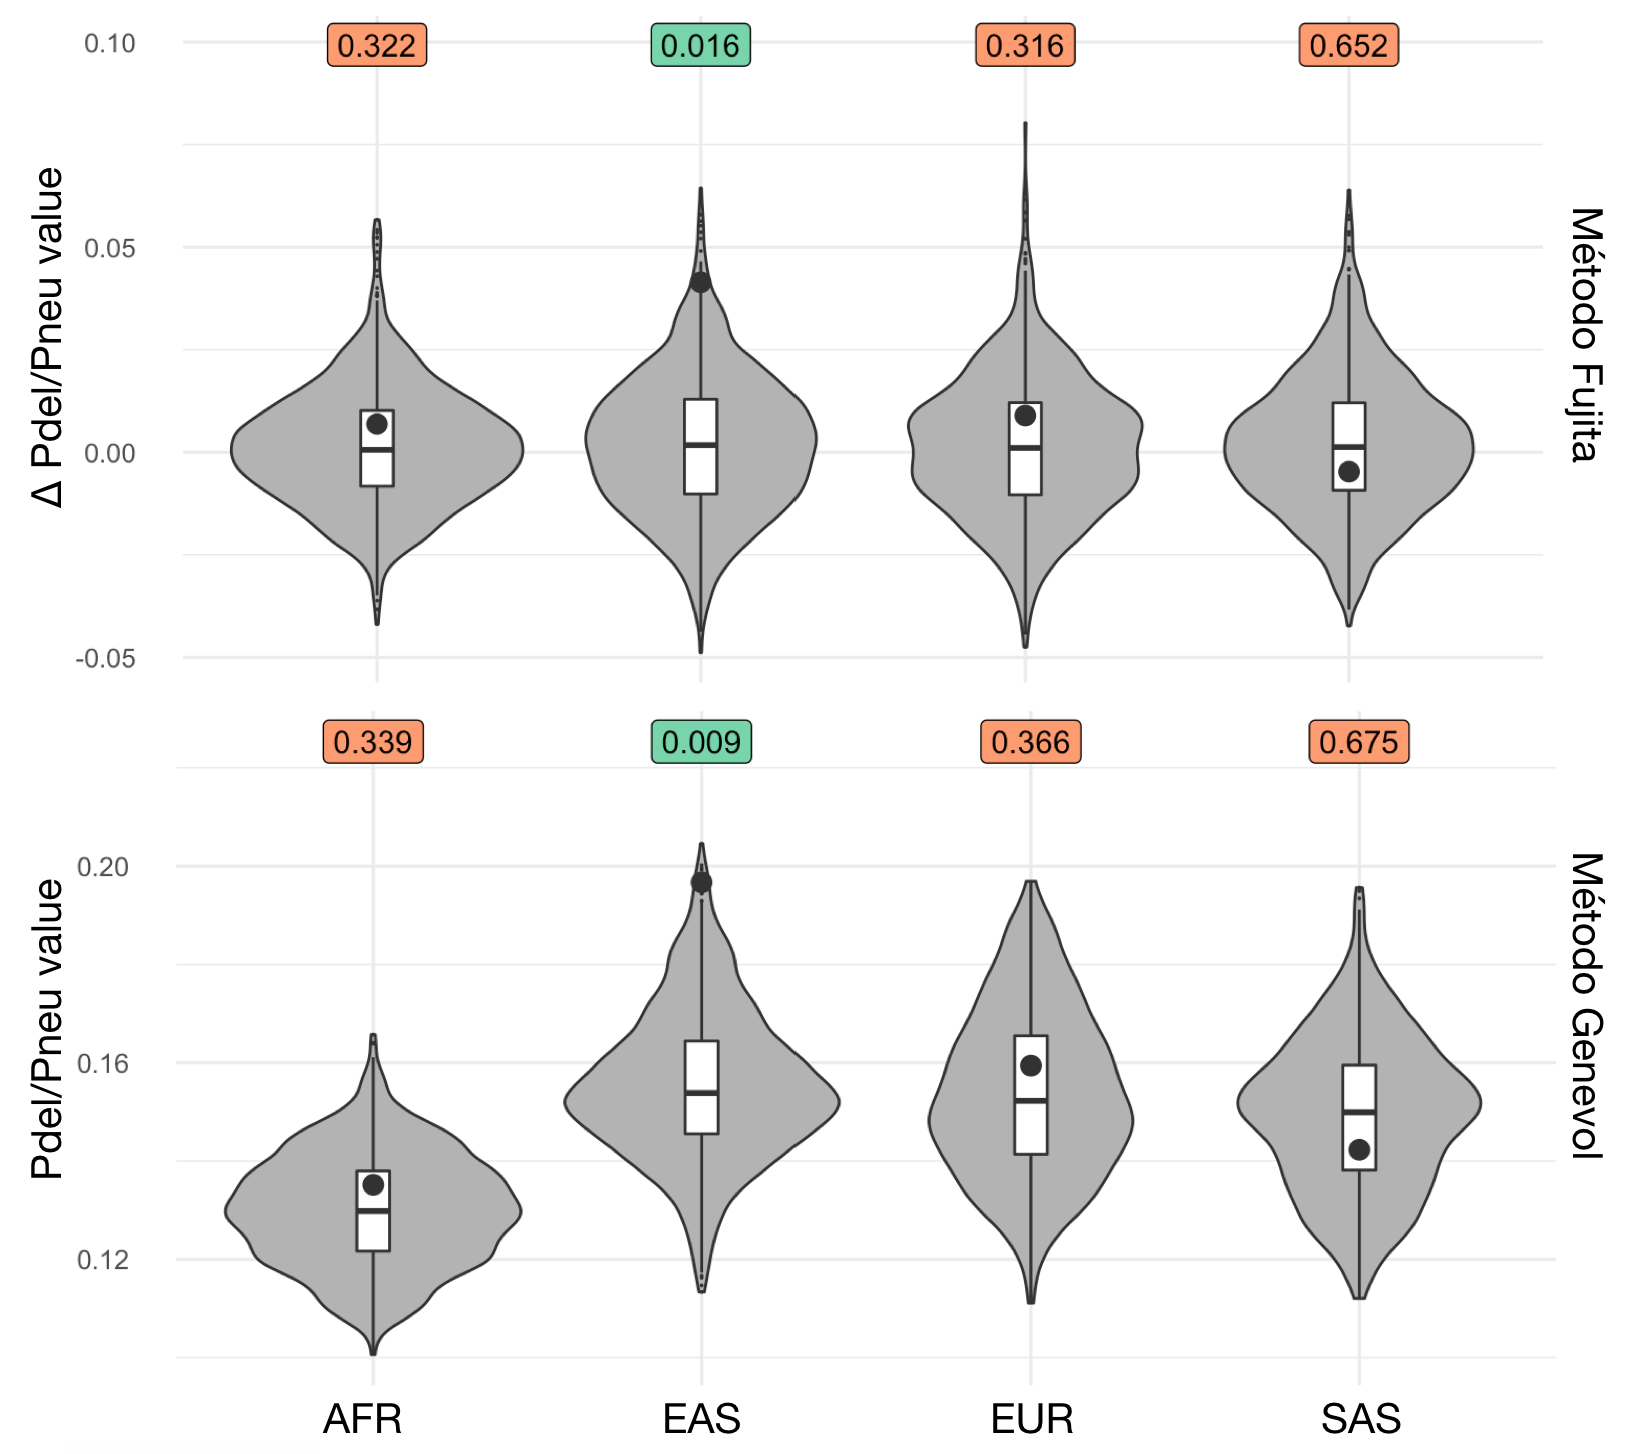 0.322 0.016 0.316 0.652
0.10
0.05
0.00
-0.05
Δ Pdel/Pneu value
Método Fujita
0.339 0.009 0.366 0.675
0.20
0.16
0.12
Pdel/Pneu value
Método Genevol
AFR EAS EUR SAS